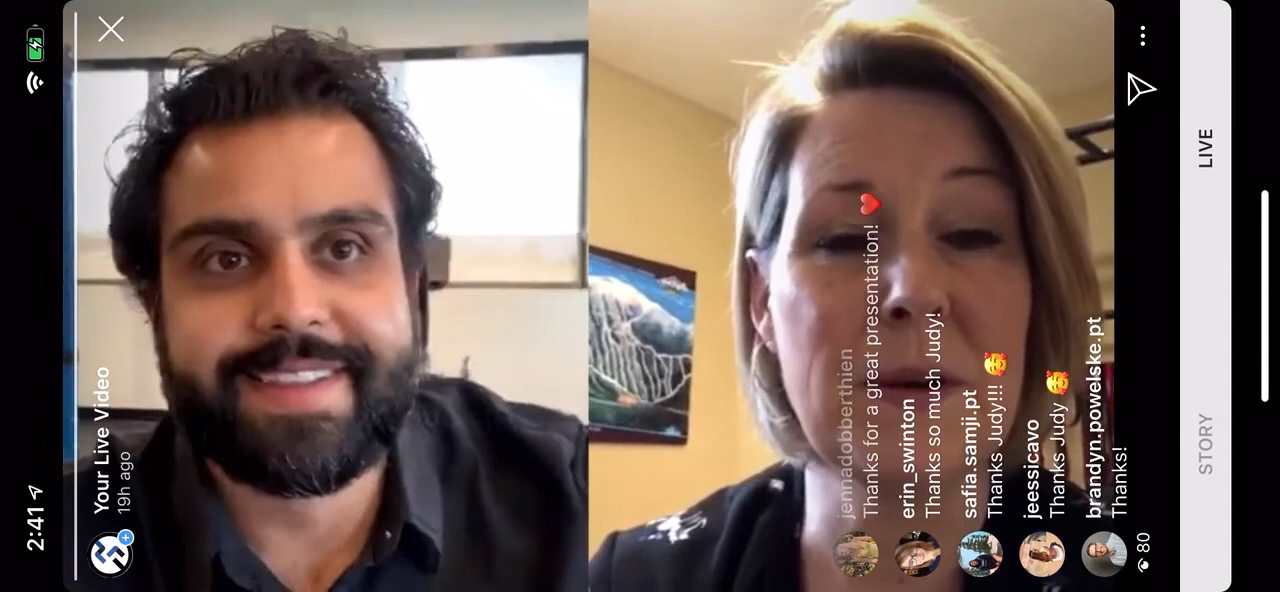 2:41
Your Live Video
19h ago
jennadobberthien
Thanks for a great presentation! ❤️
erin_swinton
Thanks so much Judy!
safia.samji.pt
Thanks Judy!!! 🥰
jeessicavo
Thanks Judy 🥰
brandyn.powelske.pt
Thanks!
80
STORY
LIVE